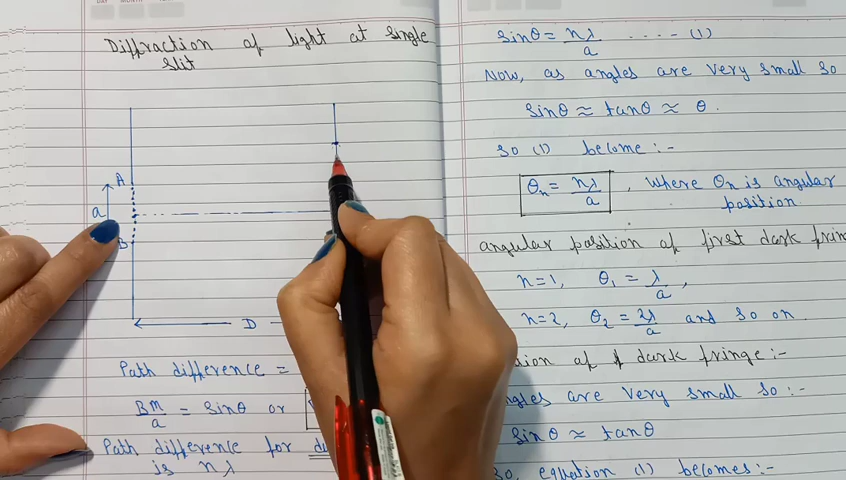 Diffraction of light at single
slit
A
a
B
D
Path difference =
BM/a = sinθ or
Path difference for
is nλ
sinθ = nλ/a ---- (1)
Now, as angles are very small so
sinθ ≈ tanθ ≈ θ.
so (1) become:-
θn = nλ/a , where θn is angular
position.
angular position of first dark
n=1, θ1 = λ/a,
n=2, θ2 = 2λ/a and so on.
of dark fringe:-
are very small so:-
sinθ ≈ tanθ
so, equation (1) becomes:-